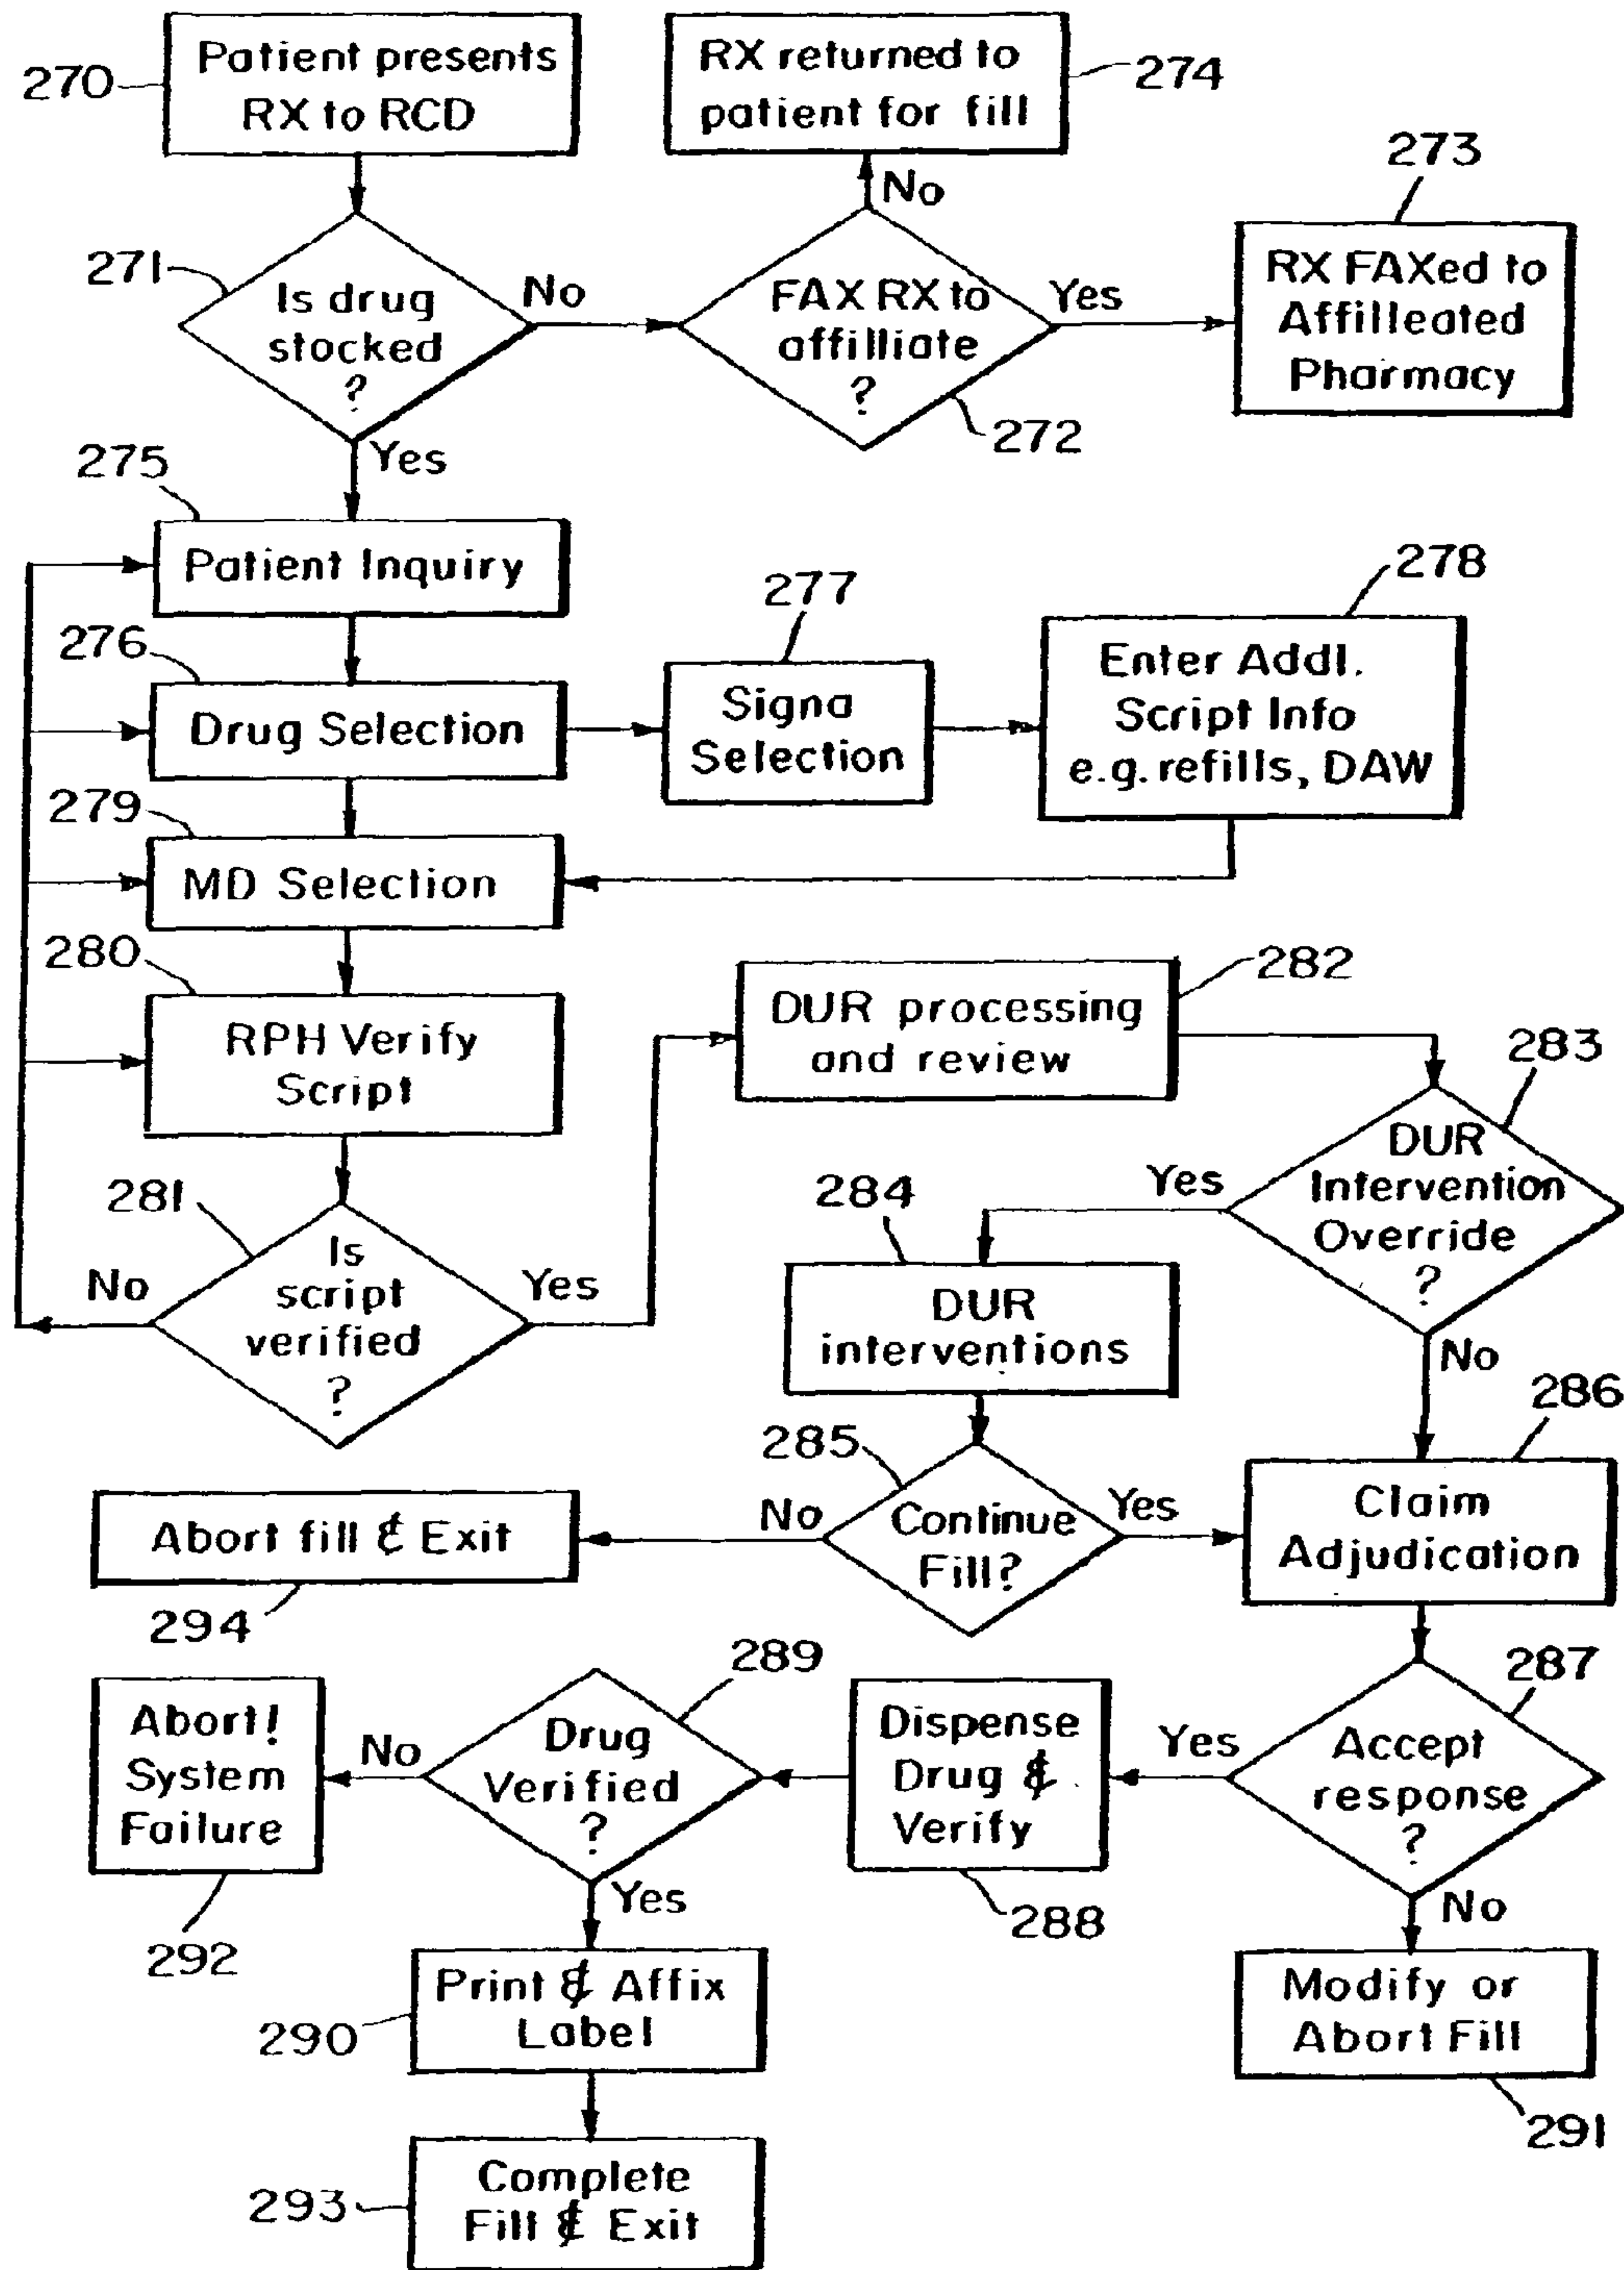 Patient presents
RX to RCD
270
RX returned to
patient for fill
274
273
No
271
Is drug
stocked
?
No
FAX RX to
affilliate
?
272
Yes
RX FAXed to
Affilleated
Pharmacy
Yes
275
Patient Inquiry
276
Drug Selection
277
Signa
Selection
278
Enter Addl.
Script Info
e.g. refills, DAW
279
MD Selection
280
RPH Verify
Script
282
DUR processing
and review
283
DUR
Intervention
Override
?
Yes
No
281
Is
script
verified
?
No
Yes
284
DUR
interventions
285
Continue
Fill?
No
Yes
286
Claim
Adjudication
Abort fill & Exit
294
287
Accept
response
?
Yes
No
Dispense
Drug &
Verify
288
289
Drug
Verified
?
No
Yes
Abort!
System
Failure
292
Print & Affix
Label
290
Modify or
Abort Fill
291
Complete
Fill & Exit
293